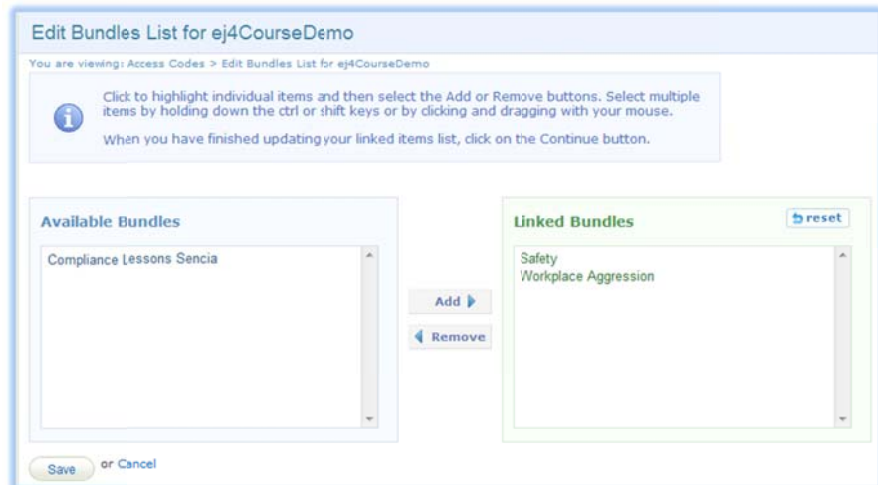 Edit Bundles List for ej4CourseDemo
You are viewing: Access Codes > Edit Bundles List for ej4CourseDemo
Click to highlight individual items and then select the Add or Remove buttons. Select multiple
items by holding down the ctrl or shift keys or by clicking and dragging with your mouse.
When you have finished updating your linked items list, click on the Continue button.
Available Bundles
Compliance Lessons Sencia
Add
Remove
Linked Bundles
reset
Safety
Workplace Aggression
Save or Cancel